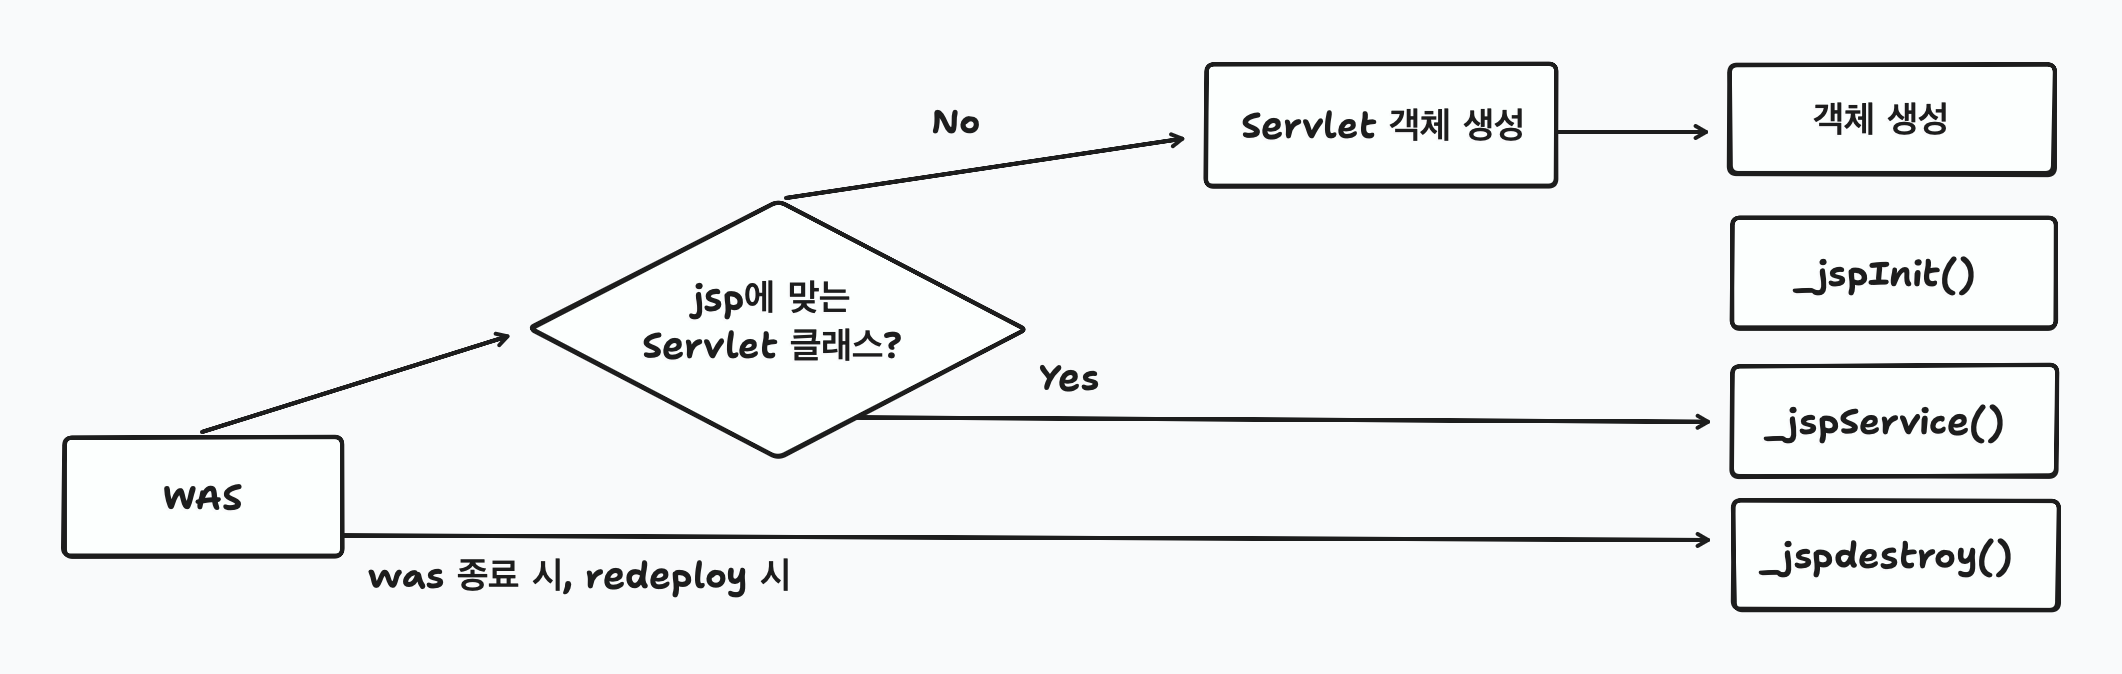 No
Servlet 객체 생성
객체 생성
_jspInit()
jsp에 맞는
Servlet 클래스?
Yes
_jspService()
WAS
was 종료 시, redeploy 시
_jspdestroy()